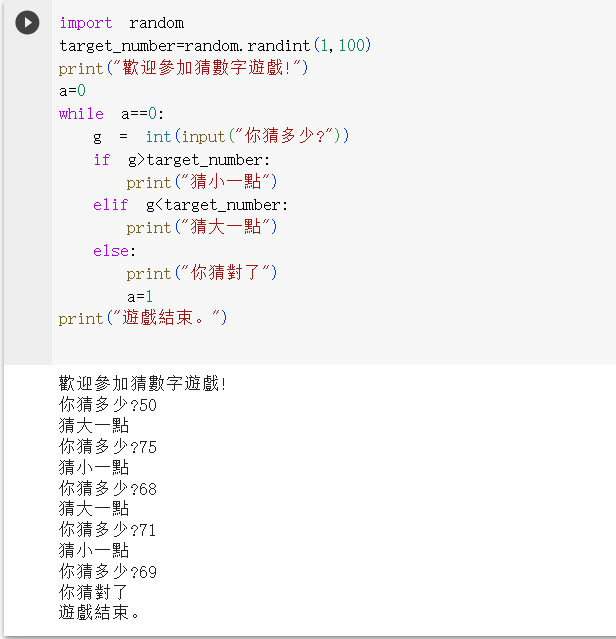 import random
target_number=random.randint(1,100)
print("歡迎參加猜數字遊戲!")
a=0
while a==0:
    g = int(input("你猜多少?"))
    if g>target_number:
        print("猜小一點")
    elif g<target_number:
        print("猜大一點")
    else:
        print("你猜對了")
        a=1
print("遊戲結束。")
歡迎參加猜數字遊戲!
你猜多少?50
猜大一點
你猜多少?75
猜小一點
你猜多少?68
猜大一點
你猜多少?71
猜小一點
你猜多少?69
你猜對了
遊戲結束。